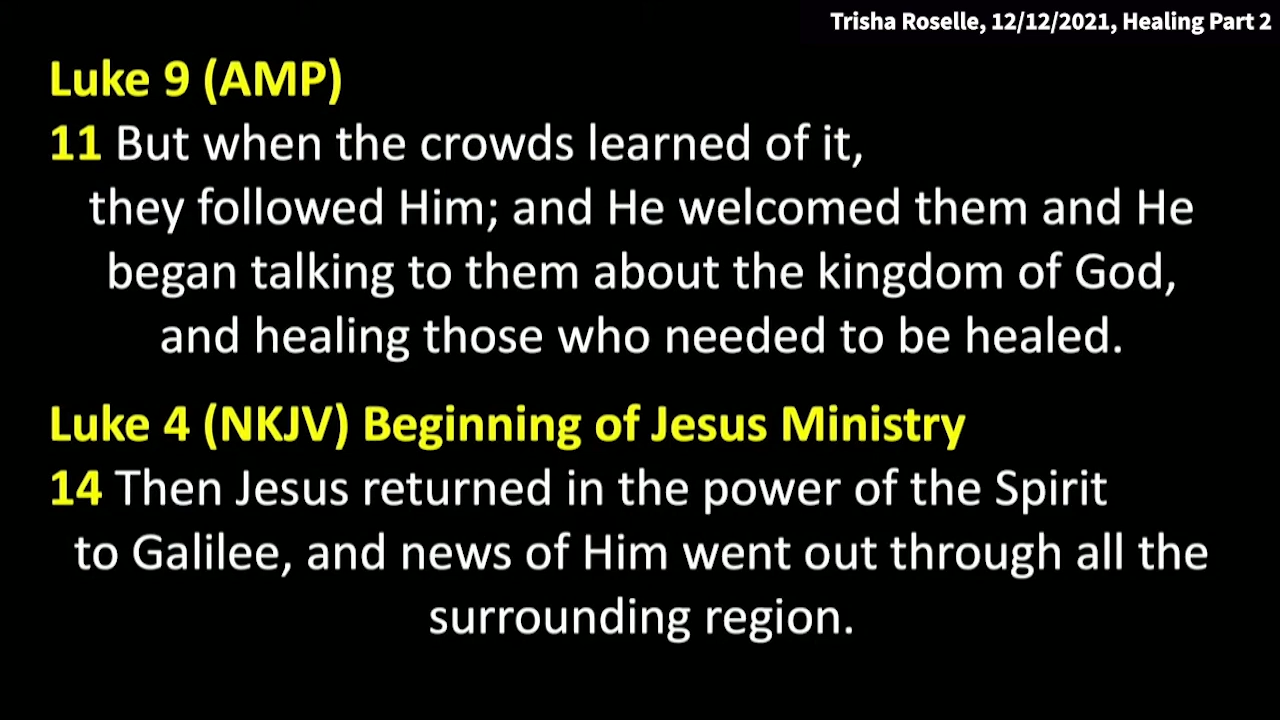 Trisha Roselle, 12/12/2021, Healing Part 2
Luke 9 (AMP)
11 But when the crowds learned of it,
they followed Him; and He welcomed them and He
began talking to them about the kingdom of God,
and healing those who needed to be healed.
Luke 4 (NKJV) Beginning of Jesus Ministry
14 Then Jesus returned in the power of the Spirit
to Galilee, and news of Him went out through all the
surrounding region.